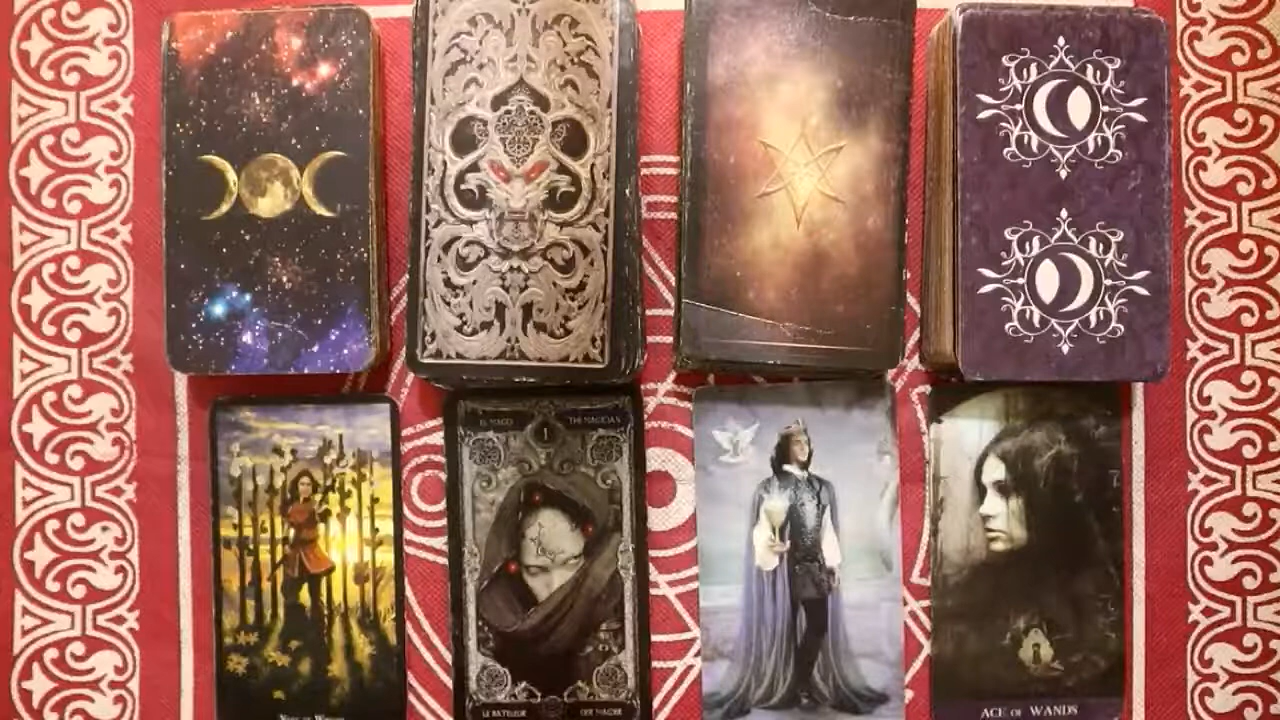 EL MAGO
I
THE MAGICIAN
LE BATELEUR
DER MAGIER
ACE OF WANDS